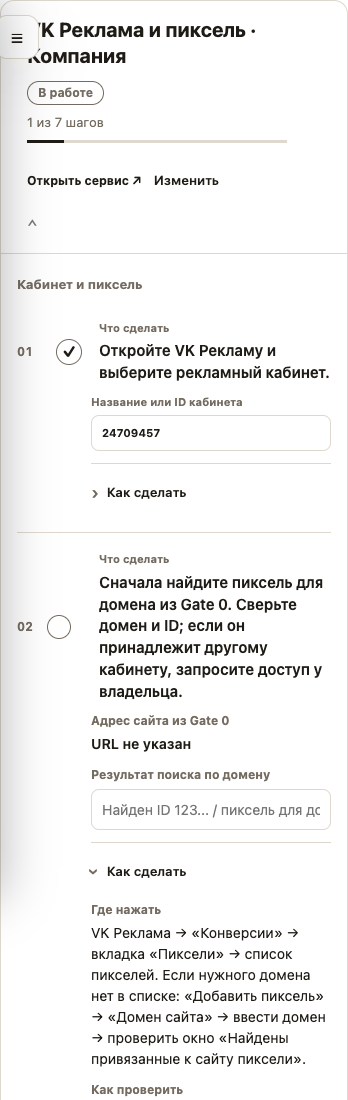 VK Реклама и пиксель ·
Компания
В работе
1 из 7 шагов
Открыть сервис ↗ Изменить
Кабинет и пиксель
Что сделать
01
Откройте VK Рекламу и
выберите рекламный кабинет.
Название или ID кабинета
24709457
Как сделать
Что сделать
02
Сначала найдите пиксель для
домена из Gate 0. Сверьте
домен и ID; если он
принадлежит другому
кабинету, запросите доступ у
владельца.
Адрес сайта из Gate 0
URL не указан
Результат поиска по домену
Найден ID 123... / пиксель для дс
Как сделать
Где нажать
VK Реклама → «Конверсии» →
вкладка «Пиксели» → список
пикселей. Если нужного домена
нет в списке: «Добавить пиксель»
→ «Домен сайта» → ввести домен
→ проверить окно «Найдены
привязанные к сайту пиксели».
Как проверить